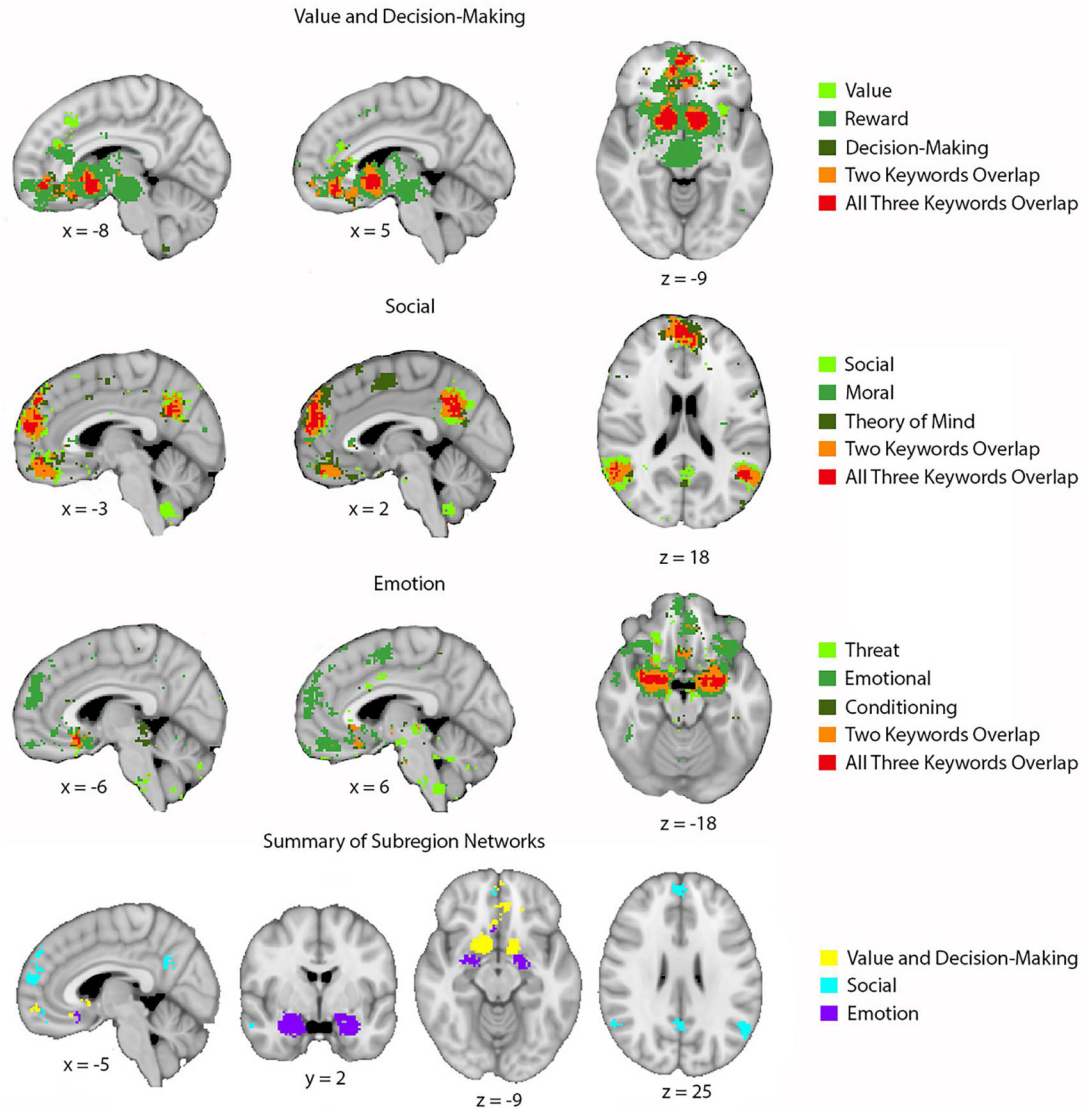 Value and Decision-Making
Value
Reward
Decision-Making
Two Keywords Overlap
All Three Keywords Overlap
x = -8
x = 5
z = -9
Social
Social
Moral
Theory of Mind
Two Keywords Overlap
All Three Keywords Overlap
x = -3
x = 2
z = 18
Emotion
Threat
Emotional
Conditioning
Two Keywords Overlap
All Three Keywords Overlap
x = -6
x = 6
z = -18
Summary of Subregion Networks
Value and Decision-Making
Social
Emotion
x = -5
y = 2
z = -9
z = 25